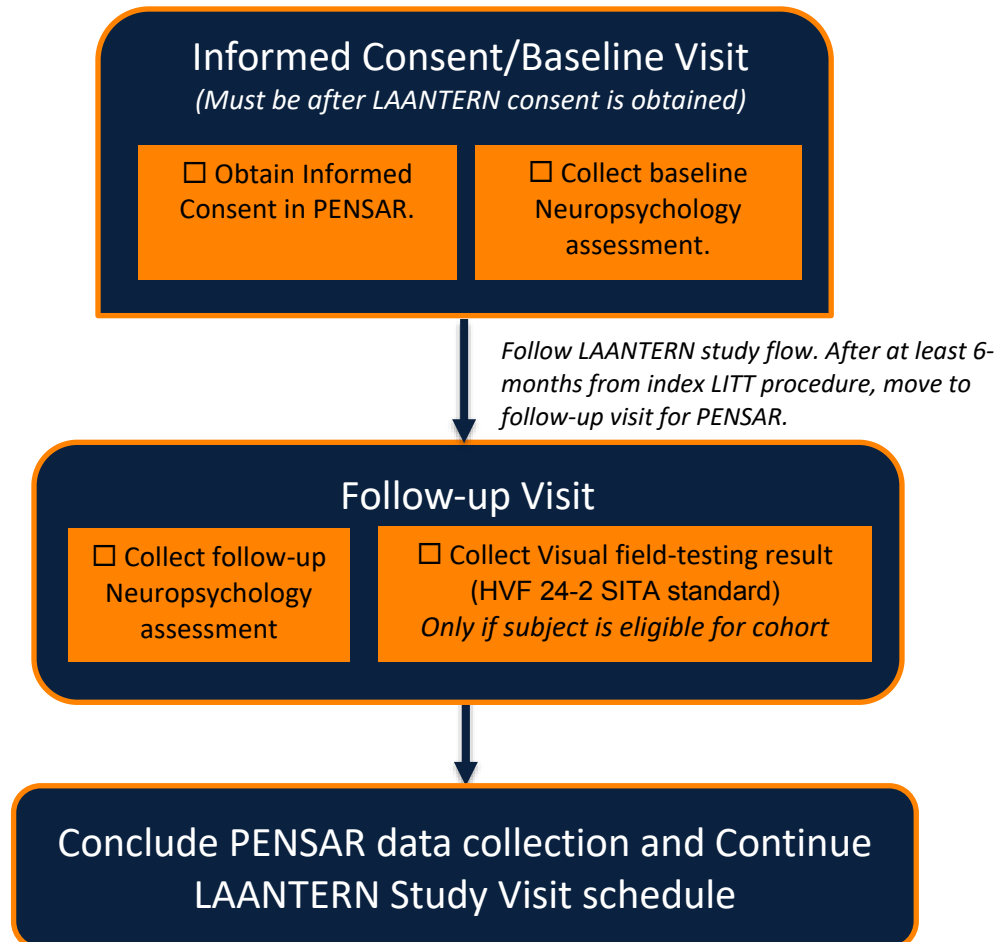 Informed Consent/Baseline Visit
(Must be after LAANTERN consent is obtained)
☐ Obtain Informed
Consent in PENSAR.
☐ Collect baseline
Neuropsychology
assessment.
Follow LAANTERN study flow. After at least 6-
months from index LITT procedure, move to
follow-up visit for PENSAR.
Follow-up Visit
☐ Collect follow-up
Neuropsychology
assessment
☐ Collect Visual field-testing result
(HVF 24-2 SITA standard)
Only if subject is eligible for cohort
Conclude PENSAR data collection and Continue
LAANTERN Study Visit schedule